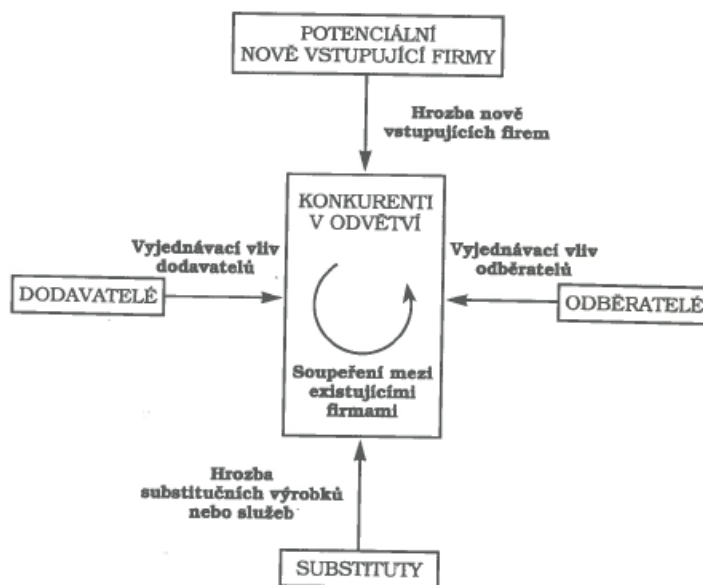 POTENCIÁLNÍ
NOVĚ VSTUPUJÍCÍ FIRMY
Hrozba nově
vstupujících firem
KONKURENTI
V ODVĚTVÍ
Vyjednávací vliv
dodavatelů
Vyjednávací vliv
odběratelů
DODAVATELÉ
ODBĚRATELÉ
Soupeření mezi
existujícími
firmami
Hrozba
substitučních výrobků
nebo služeb
SUBSTITUTY